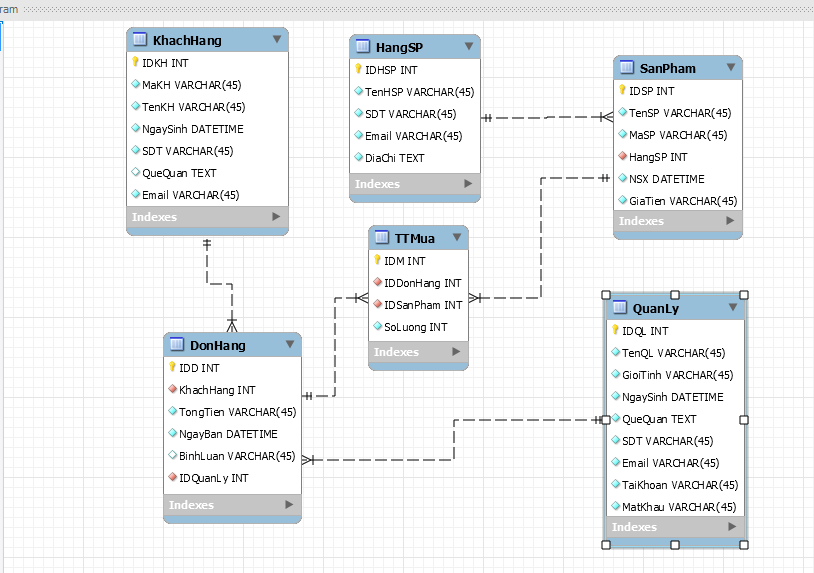 ram
KhachHang
IDKH INT
MaKH VARCHAR(45)
TenKH VARCHAR(45)
NgaySinh DATETIME
SDT VARCHAR(45)
QueQuan TEXT
Email VARCHAR(45)
Indexes
HangSP
IDHSP INT
TenHSP VARCHAR(45)
SDT VARCHAR(45)
Email VARCHAR(45)
DiaChi TEXT
Indexes
SanPham
IDSP INT
TenSP VARCHAR(45)
MaSP VARCHAR(45)
HangSP INT
NSX DATETIME
GiaTien VARCHAR(45)
Indexes
TTMua
IDM INT
IDDonHang INT
IDSanPham INT
SoLuong INT
Indexes
DonHang
IDD INT
KhachHang INT
TongTien VARCHAR(45)
NgayBan DATETIME
BinhLuan VARCHAR(45)
IDQuanLy INT
Indexes
QuanLy
IDQL INT
TenQL VARCHAR(45)
GioiTinh VARCHAR(45)
NgaySinh DATETIME
QueQuan TEXT
SDT VARCHAR(45)
Email VARCHAR(45)
TaiKhoan VARCHAR(45)
MatKhau VARCHAR(45)
Indexes